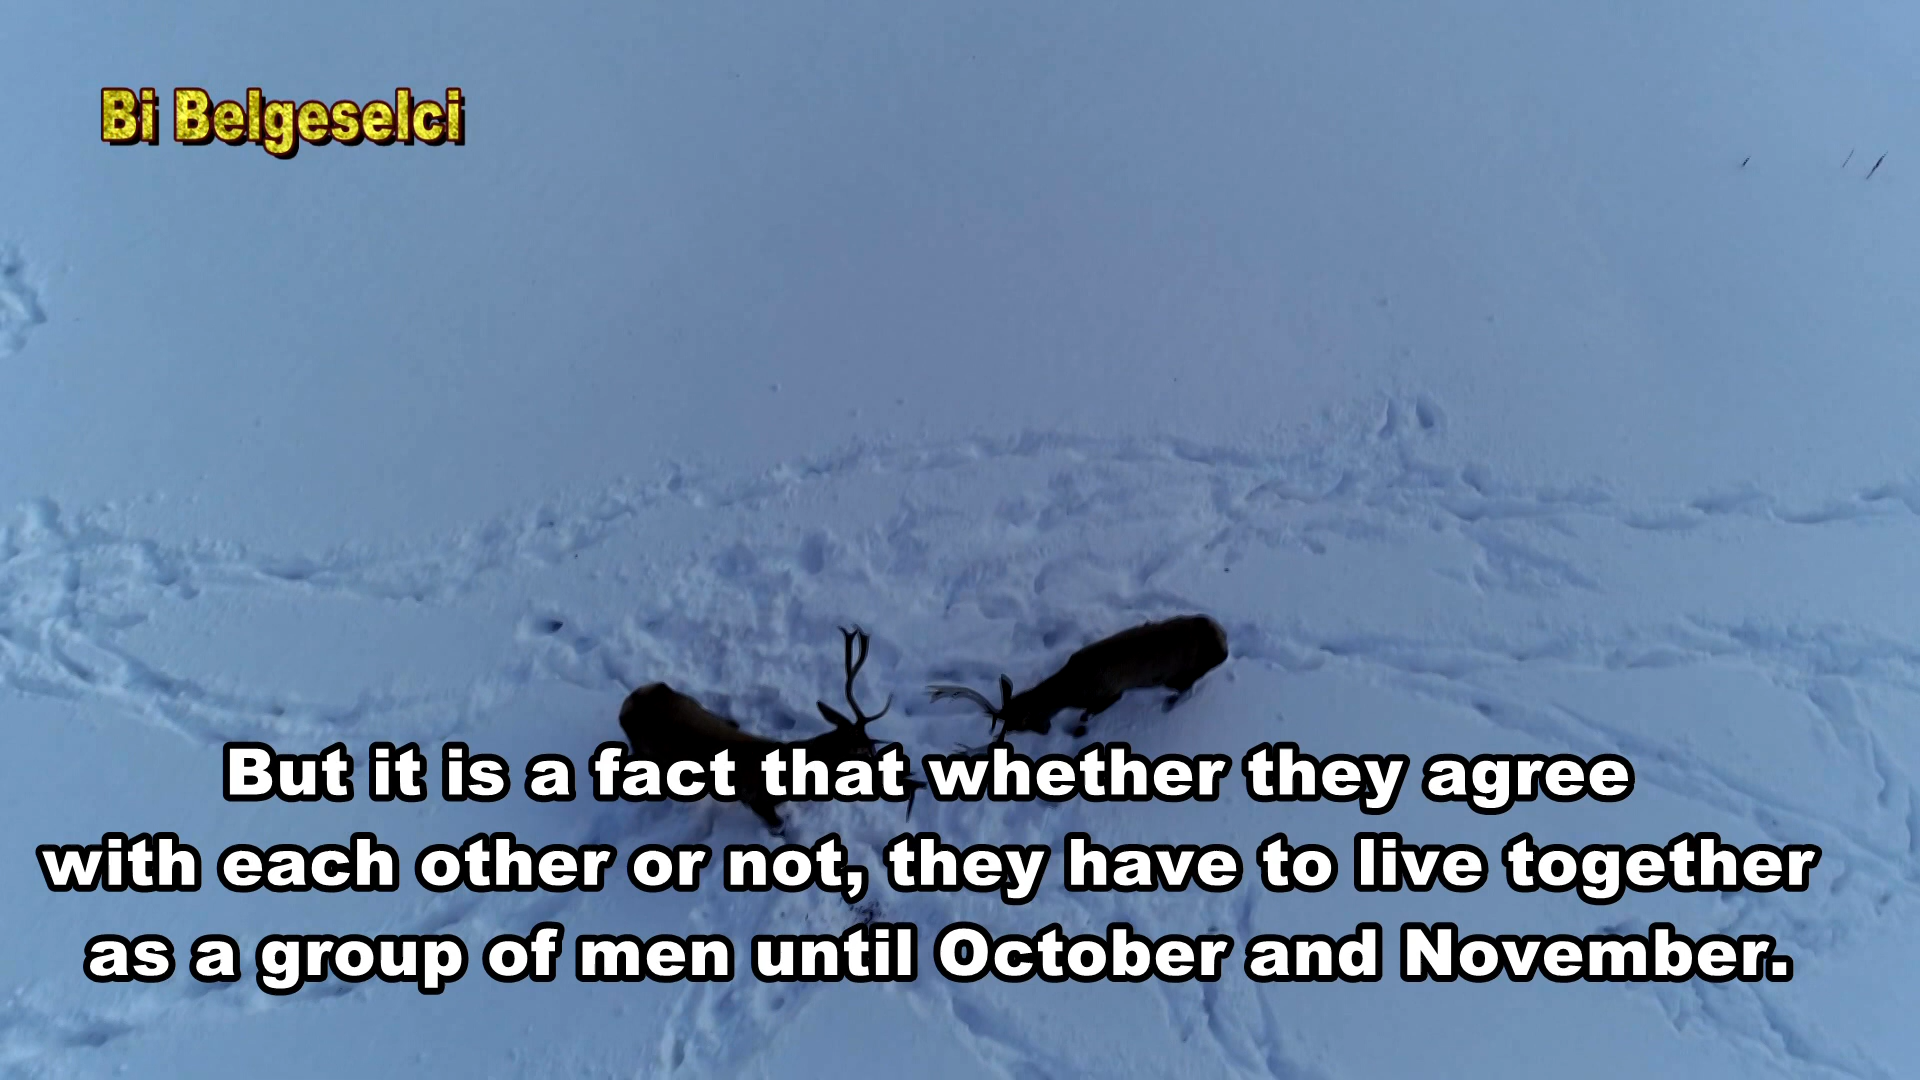 Bi Belgeselci
But it is a fact that whether they agree
with each other or not, they have to live together
as a group of men until October and November.